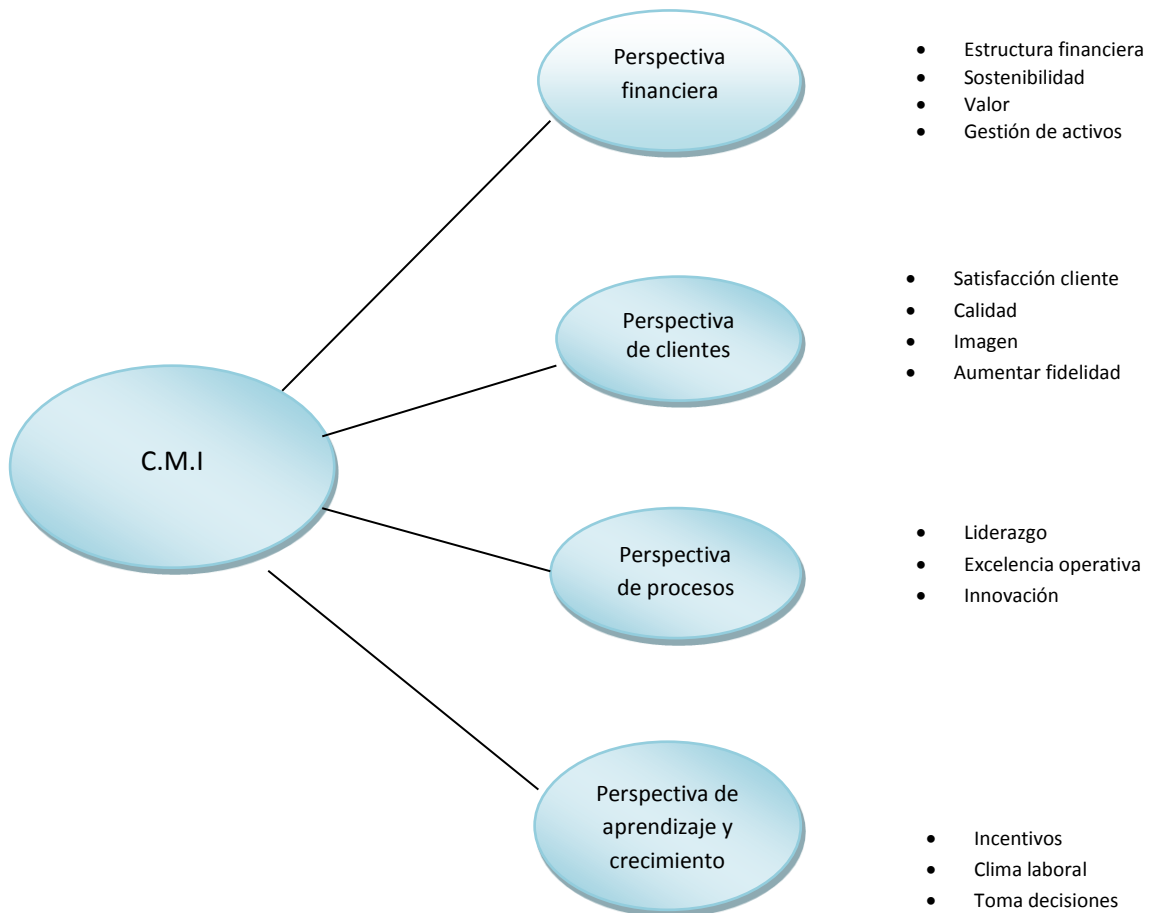 Perspectiva
financiera
• Estructura financiera
• Sostenibilidad
• Valor
• Gestión de activos
Perspectiva
de clientes
• Satisfacción cliente
• Calidad
• Imagen
• Aumentar fidelidad
C.M.I
Perspectiva
de procesos
• Liderazgo
• Excelencia operativa
• Innovación
Perspectiva de
aprendizaje y
crecimiento
• Incentivos
• Clima laboral
• Toma decisiones